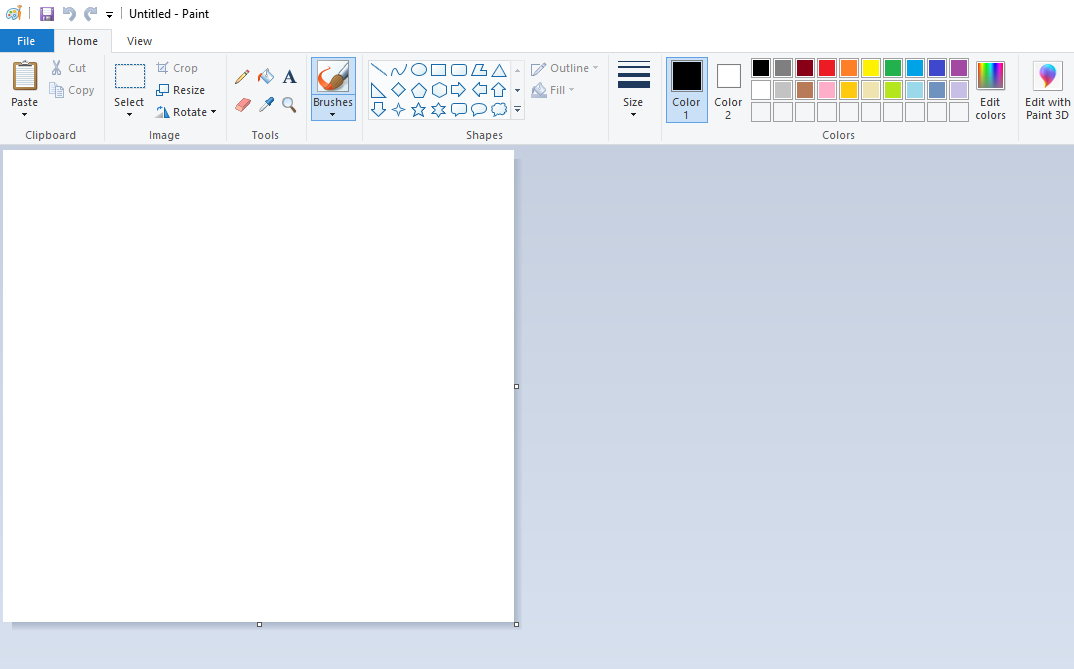 Untitled - Paint
File Home View
Paste Cut Copy
Select Crop Resize Rotate
A
Brushes
Outline Fill
Size
Color 1
Color 2
Edit colors
Edit with Paint 3D
Clipboard Image Tools Shapes Colors